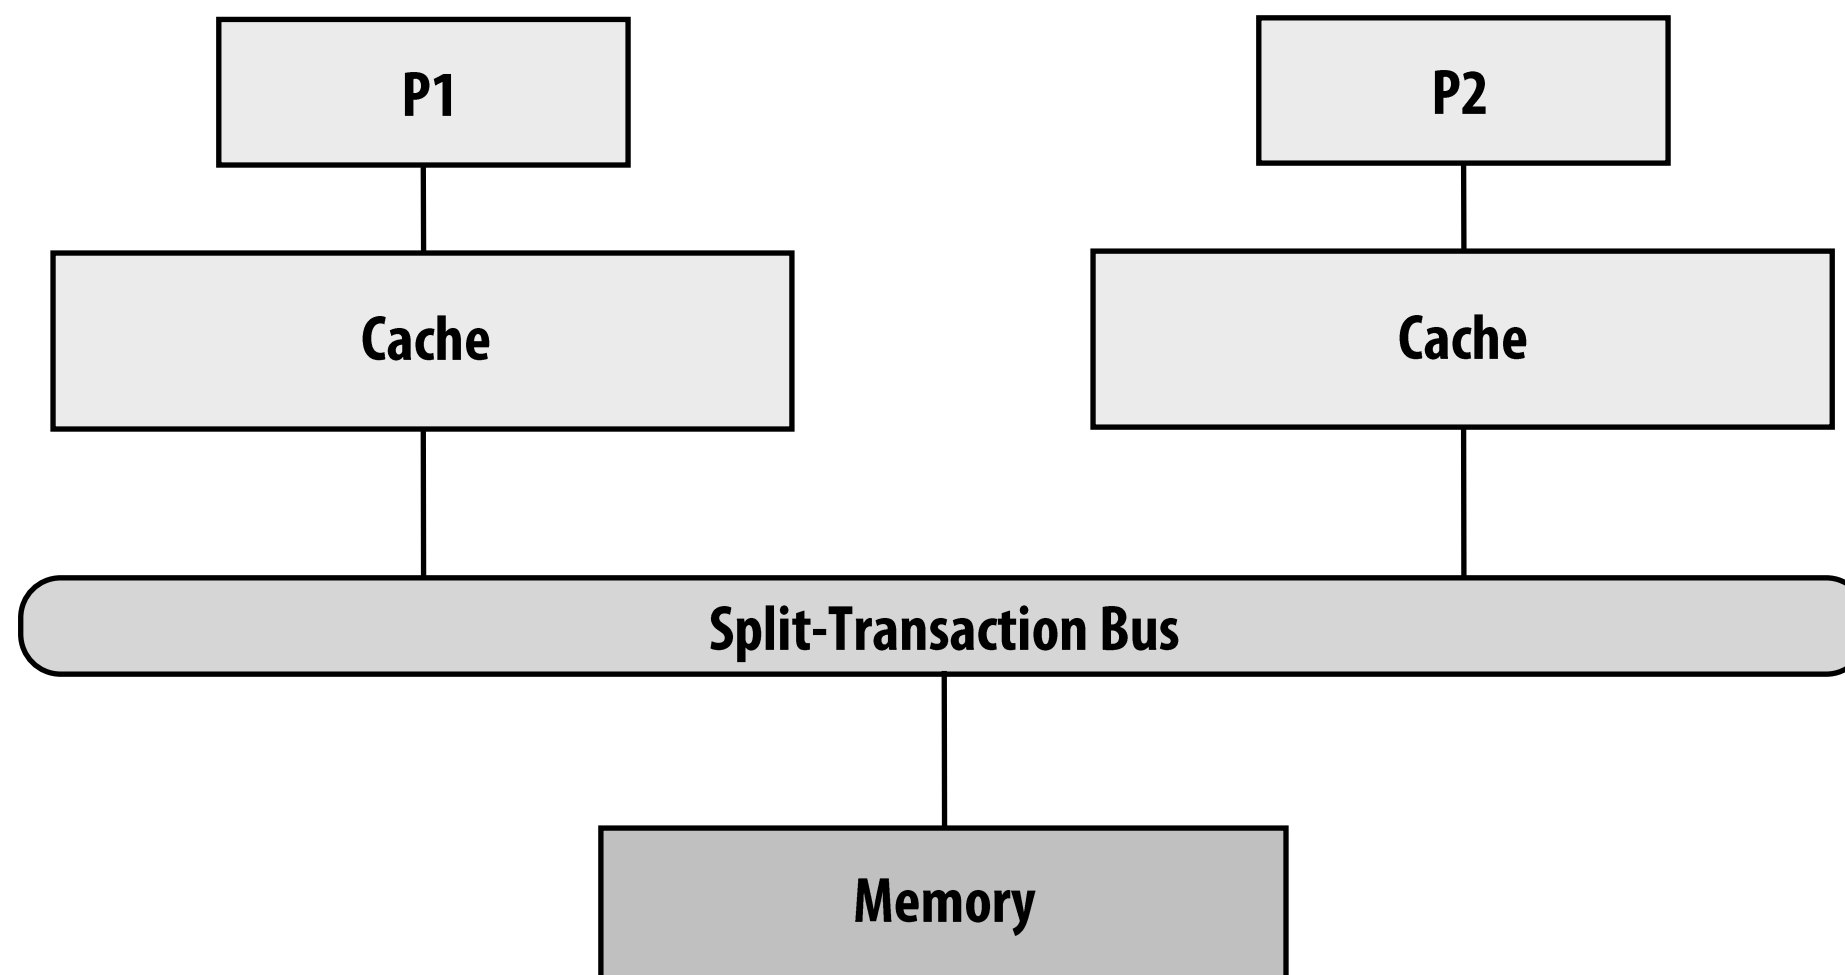 P1
P2
Cache
Cache
Split-Transaction Bus
Memory